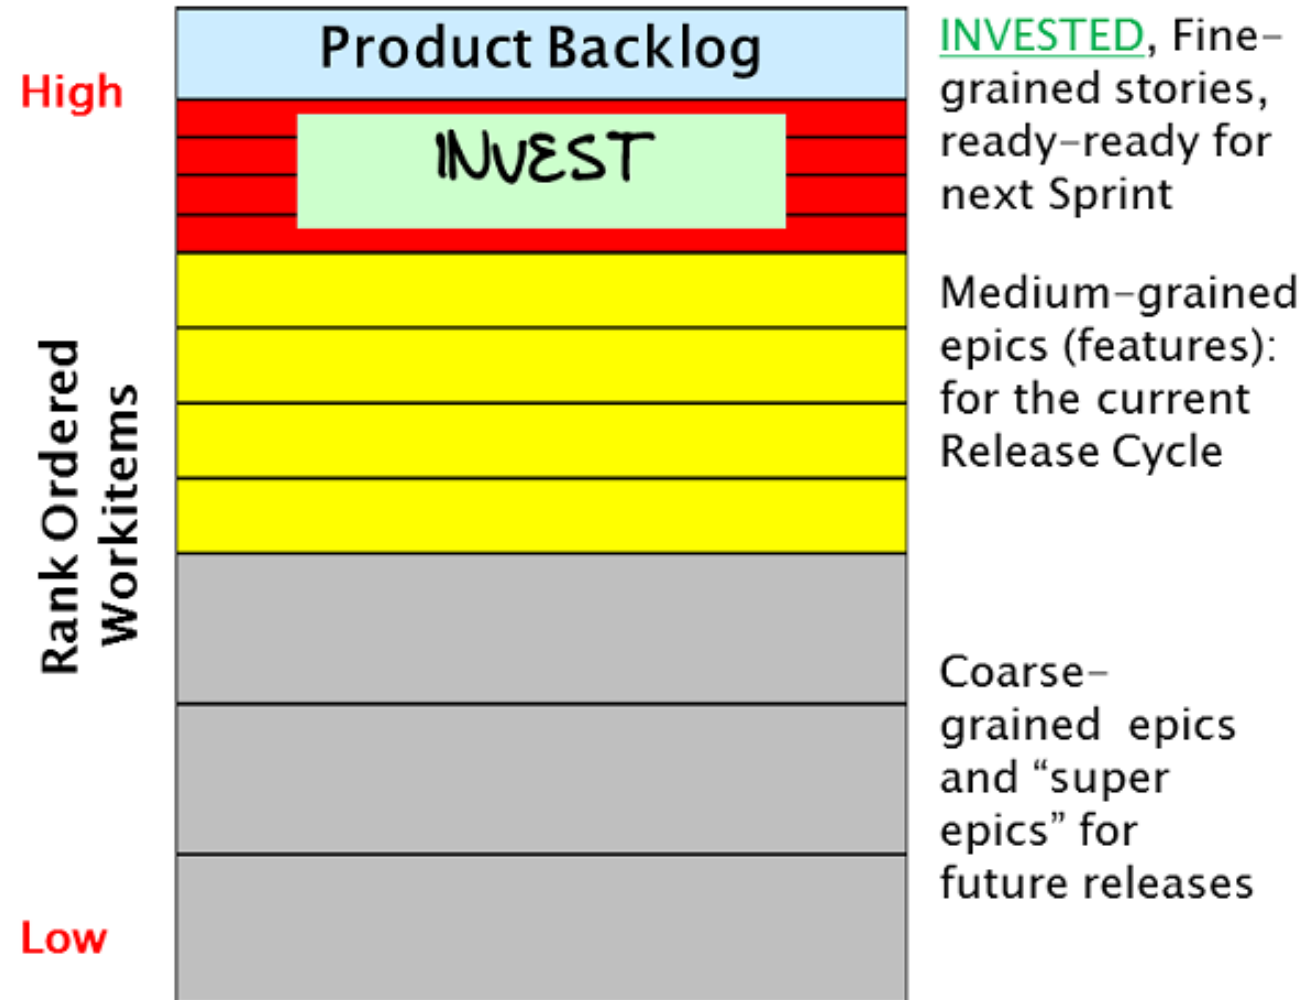 Product Backlog
High
INVEST
INVESTED, Fine-
grained stories,
ready-ready for
next Sprint
Medium-grained
epics (features):
for the current
Release Cycle
Rank Ordered
Workitems
Coarse-
grained epics
and “super
epics” for
future releases
Low